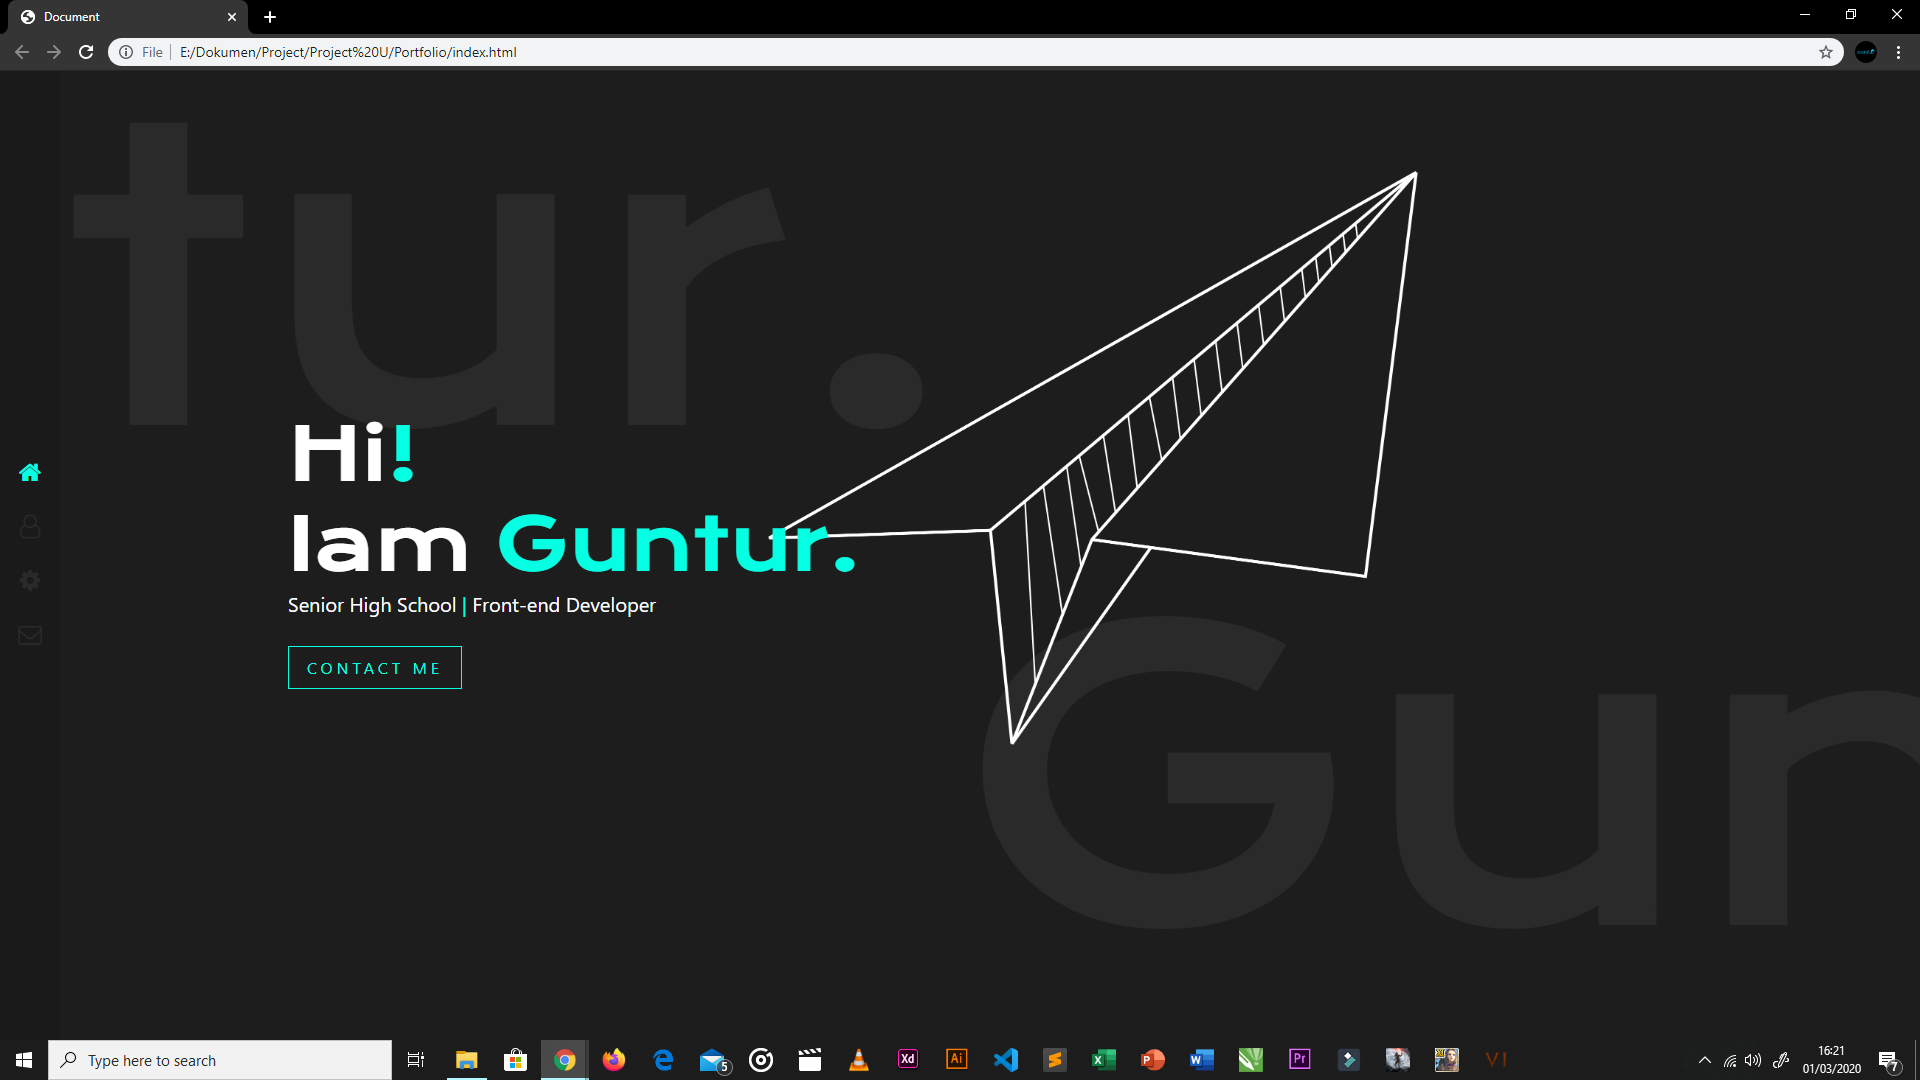 Document
File
E:/Dokumen/Project/Project%20U/Portfolio/index.html
tur.
Hi!
Iam Guntur.
Senior High School | Front-end Developer
CONTACT ME
Gun
Type here to search
5
Xd
Ai
Pr
VI
16:21
01/03/2020
7